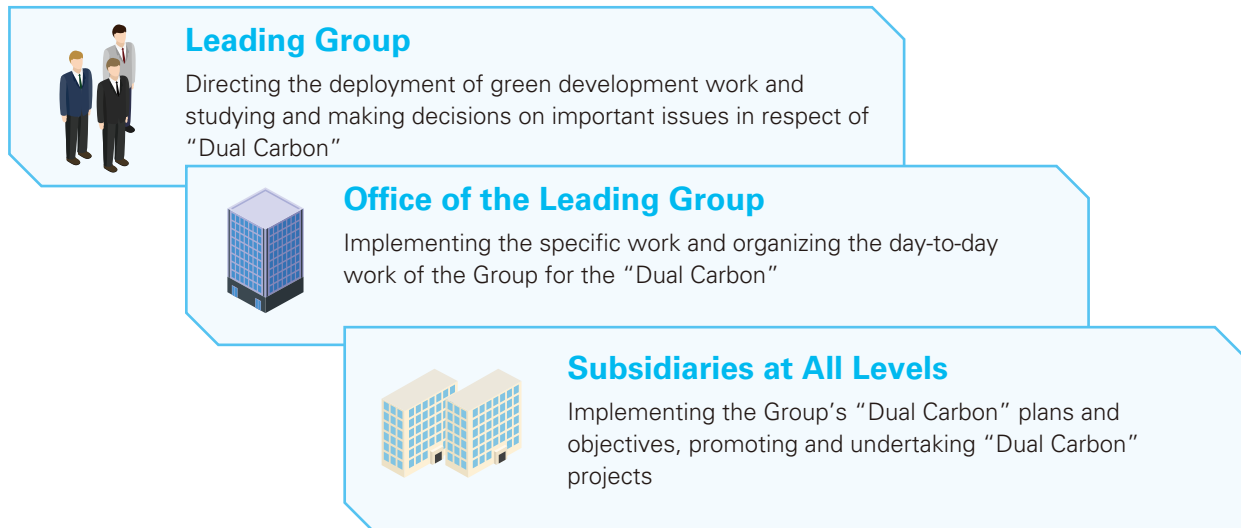 Leading Group
Directing the deployment of green development work and
studying and making decisions on important issues in respect of
“Dual Carbon”
Office of the Leading Group
Implementing the specific work and organizing the day-to-day
work of the Group for the “Dual Carbon”
Subsidiaries at All Levels
Implementing the Group’s “Dual Carbon” plans and
objectives, promoting and undertaking “Dual Carbon”
projects